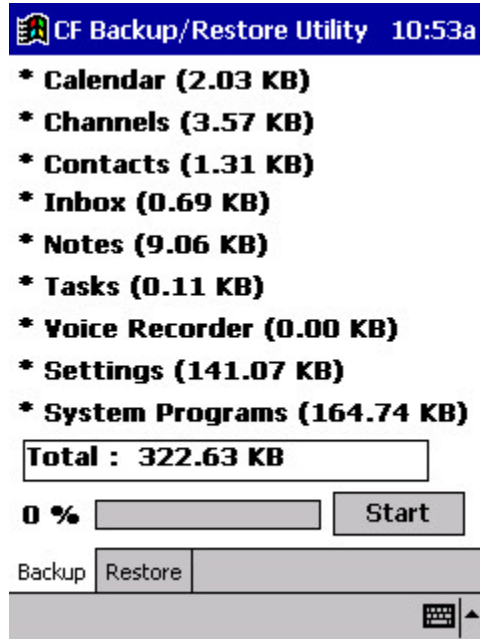 CF Backup/Restore Utility 10:53a
* Calendar (2.03 KB)
* Channels (3.57 KB)
* Contacts (1.31 KB)
* Inbox (0.69 KB)
* Notes (9.06 KB)
* Tasks (0.11 KB)
* Voice Recorder (0.00 KB)
* Settings (141.07 KB)
* System Programs (164.74 KB)
Total : 322.63 KB
0 % Start
Backup Restore